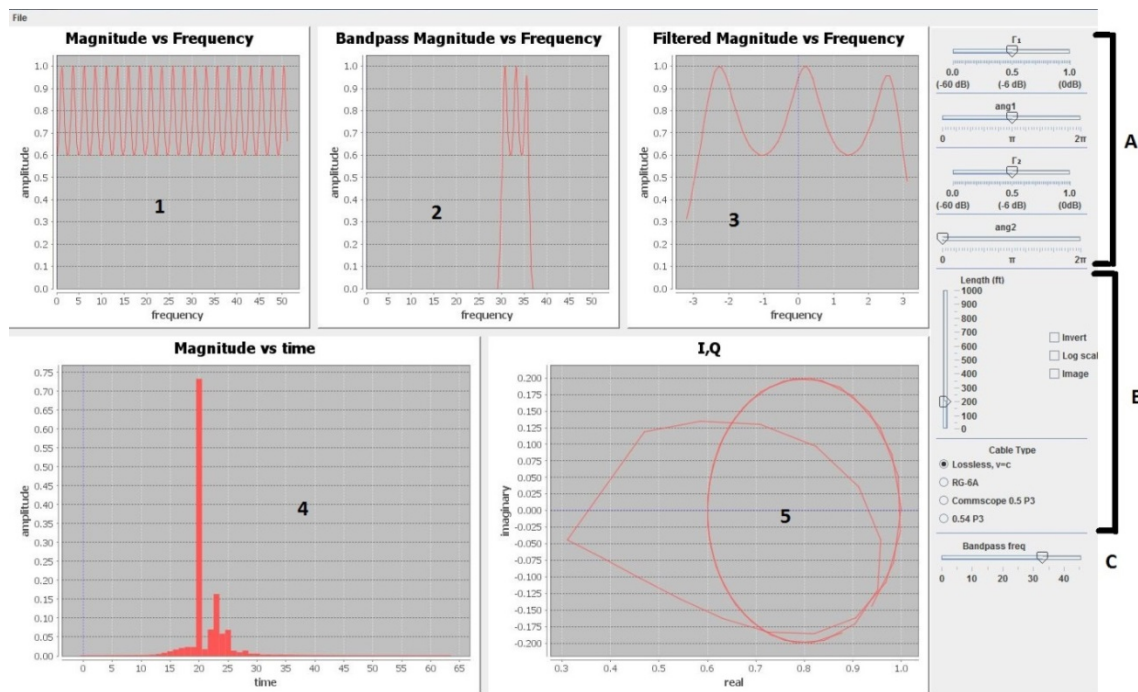 File
Magnitude vs Frequency
amplitude
1.0
0.9
0.8
0.7
0.6
0.5
0.4
0.3
0.2
0.1
0.0
1
0 5 10 15 20 25 30 35 40 45 50
frequency
Bandpass Magnitude vs Frequency
amplitude
1.0
0.9
0.8
0.7
0.6
0.5
0.4
0.3
0.2
0.1
0.0
2
0 5 10 15 20 25 30 35 40 45 50
frequency
Filtered Magnitude vs Frequency
amplitude
1.0
0.9
0.8
0.7
0.6
0.5
0.4
0.3
0.2
0.1
0.0
3
-3 -2 -1 0 1 2 3
frequency
Γ₁
0.0 0.5 1.0
(-60 dB) (-6 dB) (0dB)
ang1
0 π 2π
Γ₂
0.0 0.5 1.0
(-60 dB) (-6 dB) (0dB)
ang2
0 π 2π
A
Length (ft)
1000
900
800
700
600
500
400
300
200
100
0
Invert
Log scal
Image
Cable Type
Lossless, v=c
RG-6A
Commscope 0.5 P3
0.54 P3
B
Bandpass freq
0 10 20 30 40
C
Magnitude vs time
amplitude
0.75
0.70
0.65
0.60
0.55
0.50
0.45
0.40
0.35
0.30
0.25
0.20
0.15
0.10
0.05
0.00
4
0 5 10 15 20 25 30 35 40 45 50 55 60 65
time
I,Q
imaginary
0.200
0.175
0.150
0.125
0.100
0.075
0.050
0.025
0.000
-0.025
-0.050
-0.075
-0.100
-0.125
-0.150
-0.175
-0.200
5
0.3 0.4 0.5 0.6 0.7 0.8 0.9 1.0
real